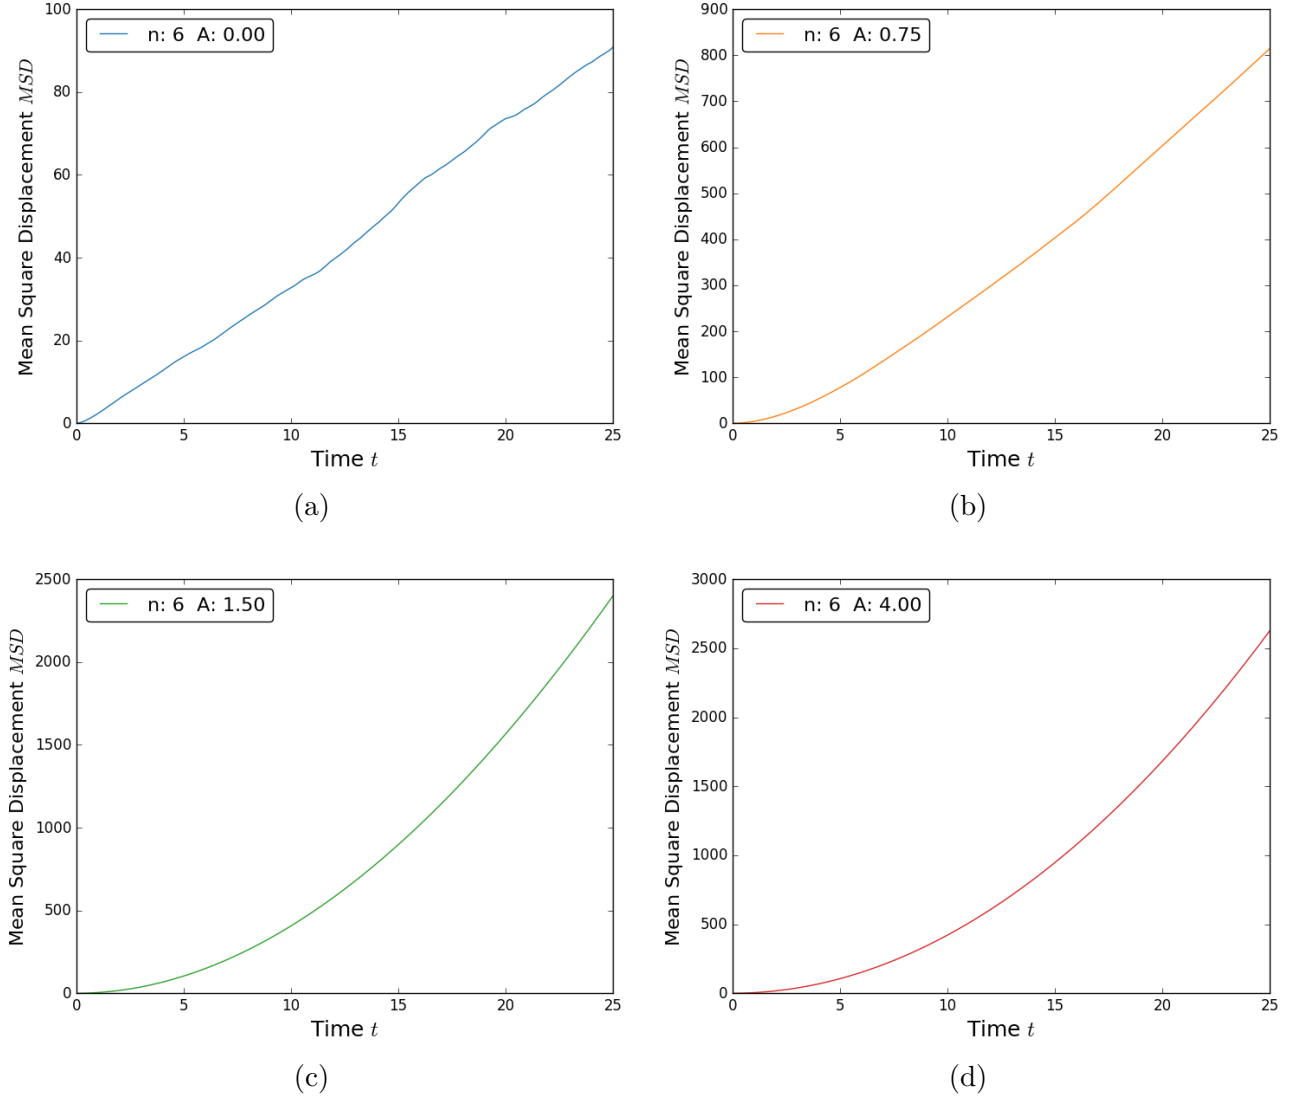 n: 6 A: 0.00
Mean Square Displacement MSD
100
80
60
40
20
0
0 5 10 15 20 25
Time t
(a)
n: 6 A: 0.75
Mean Square Displacement MSD
900
800
700
600
500
400
300
200
100
0
0 5 10 15 20 25
Time t
(b)
n: 6 A: 1.50
Mean Square Displacement MSD
2500
2000
1500
1000
500
0
0 5 10 15 20 25
Time t
(c)
n: 6 A: 4.00
Mean Square Displacement MSD
3000
2500
2000
1500
1000
500
0
0 5 10 15 20 25
Time t
(d)